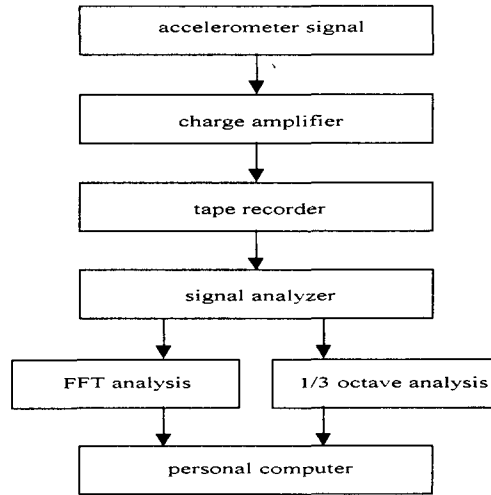 accelerometer signal
charge amplifier
tape recorder
signal analyzer
FFT analysis
1/3 octave analysis
personal computer